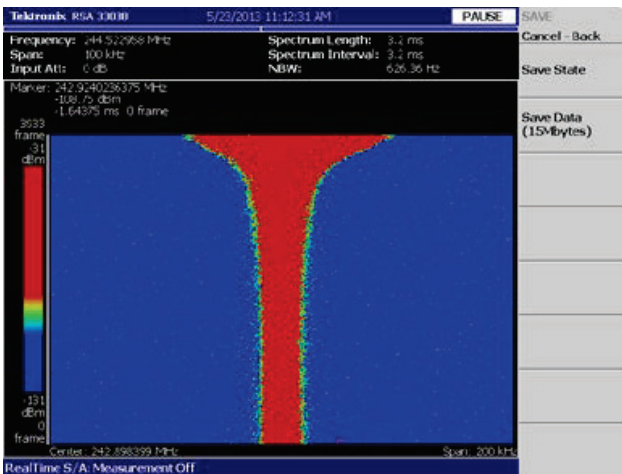 Tektronix RSA 3303B 5/23/2013 11:12:31 AM PAUSE SAVE
Cancel - Back
Frequency: 244.522968 MHz Spectrum Length: 3.2 ms
Span: 100 kHz Spectrum Interval: 3.2 ms
Input Att: 0 dB NBW: 626.36 Hz
Save State
Marker: 242.9240236375 MHz
-108.75 dBm
-1.64375 ms 0 frame
Save Data
(15Mbytes)
3933
frame
-31
dBm
-131
dBm
0
frame
Center: 242.898399 MHz Span: 200 kHz
RealTime S/A: Measurement Off